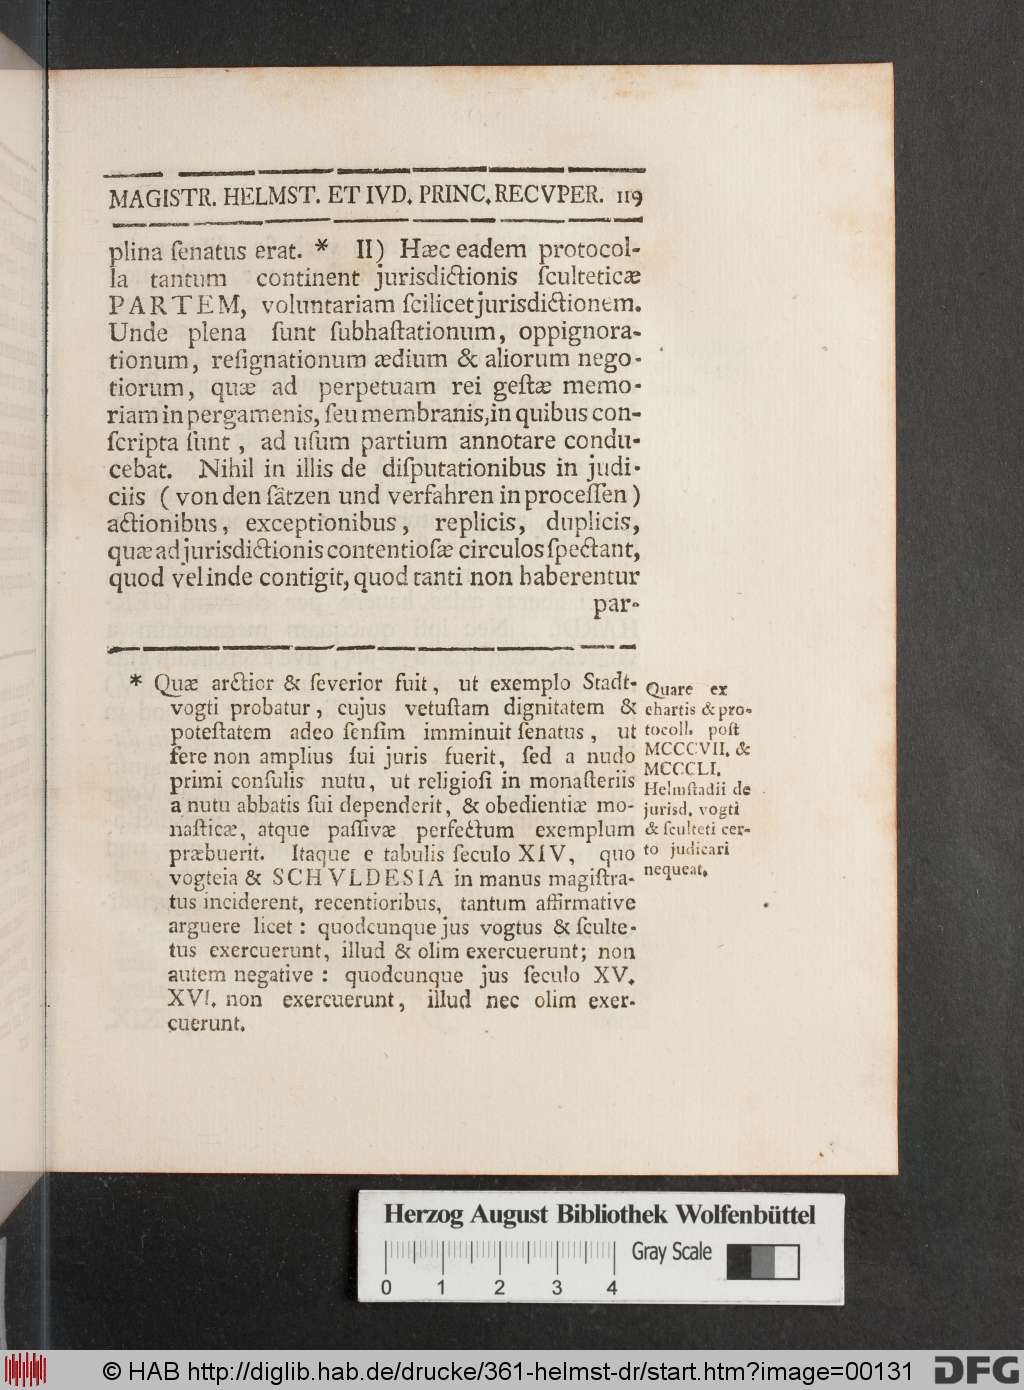 MAGISTR. HELMST. ET IVD. PRINC. RECVPER. 119
plina ſenatus erat. * II) Hæc eadem protocol-
la tantum continent jurisdictionis ſculteticæ
PARTEM, voluntariam ſcilicet jurisdictionem.
Unde plena ſunt ſubhaſtationum, oppignora-
tionum, reſignationum ædium & aliorum nego-
tiorum, quæ ad perpetuam rei geſtæ memo-
riam in pergamenis, ſeu membranis, in quibus con-
ſcripta ſunt, ad uſum partium annotare condu-
cebat. Nihil in illis de diſputationibus in judi-
ciis (von den ſätzen und verfahren in proceſſen)
actionibus, exceptionibus, replicis, duplicis,
quæ ad jurisdictionis contentioſæ circulos ſpectant,
quod vel inde contigit, quod tanti non haberentur
par-
* Quæ arctior & ſeverior fuit, ut exemplo Stadt-
vogti probatur, cujus vetuſtam dignitatem &
poteſtatem adeo ſenſim imminuit ſenatus, ut
fere non amplius ſui juris fuerit, ſed a nudo
primi conſulis nutu, ut religioſi in monaſteriis
a nutu abbatis ſui dependerit, & obedientiæ mo-
naſticæ, atque paſſivæ perfectum exemplum
præbuerit. Itaque e tabulis ſeculo XIV, quo
vogteia & SCHVLDESIA in manus magiſtra-
tus inciderent, recentioribus, tantum affirmative
arguere licet: quodcunque jus vogtus & ſculte-
tus exercuerunt, illud & olim exercuerunt; non
autem negative: quodcunque jus ſeculo XV.
XVI. non exercuerunt, illud nec olim exer-
cuerunt.
Quare ex
chartis & pro-
tocoll. poſt
MCCCVII. &
MCCCLI.
Helmſtadii de
jurisd. vogti
& ſculteti cer-
to judicari
nequeat.
Herzog August Bibliothek Wolfenbüttel
Gray Scale
0 1 2 3 4
© HAB http://diglib.hab.de/drucke/361-helmst-dr/start.htm?image=00131
DFG